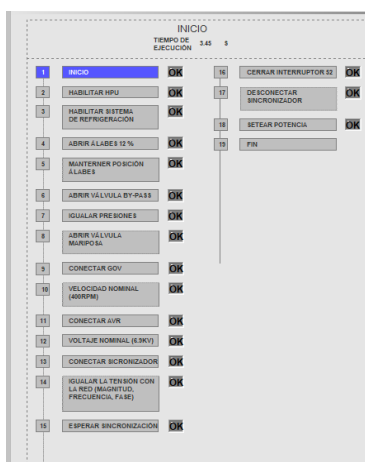 INICIO
TIEMPO DE
EJECUCIÓN 3.45 S
1 INICIO OK
2 HABILITAR HPU OK
3 HABILITAR SISTEMA
DE REFRIGERACIÓN OK
4 ABRIR ÁLABES 12 % OK
5 MANTERNER POSICIÓN
ÁLABES OK
6 ABRIR VÁLVULA BY-PASS OK
7 IGUALAR PRESIONES OK
8 ABRIR VÁLVULA
MARIPOSA OK
9 CONECTAR GOV OK
10 VELOCIDAD NOMINAL
(400RPM) OK
11 CONECTAR AVR OK
12 VOLTAJE NOMINAL (6.9KV) OK
13 CONECTAR SICRONIZADOR OK
14 IGUALAR LA TENSIÓN CON
LA RED (MAGNITUD,
FRECUENCIA, FASE) OK
15 ESPERAR SINCRONIZACIÓN OK
16 CERRAR INTERRUPTOR 52 OK
17 DESCONECTAR
SINCRONIZADOR OK
18 SETEAR POTENCIA OK
19 FIN